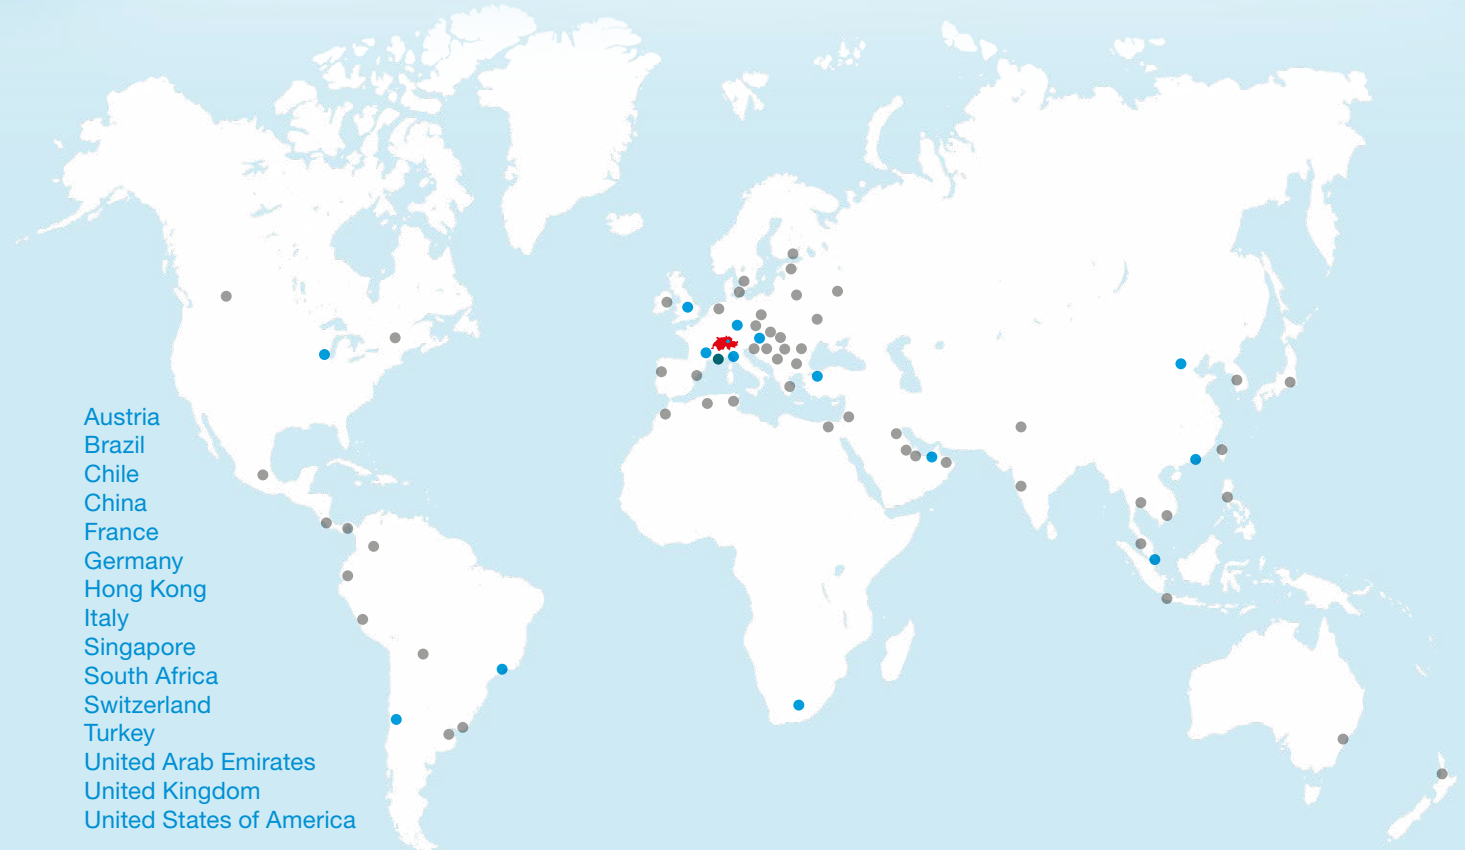 Austria
Brazil
Chile
China
France
Germany
Hong Kong
Italy
Singapore
South Africa
Switzerland
Turkey
United Arab Emirates
United Kingdom
United States of America